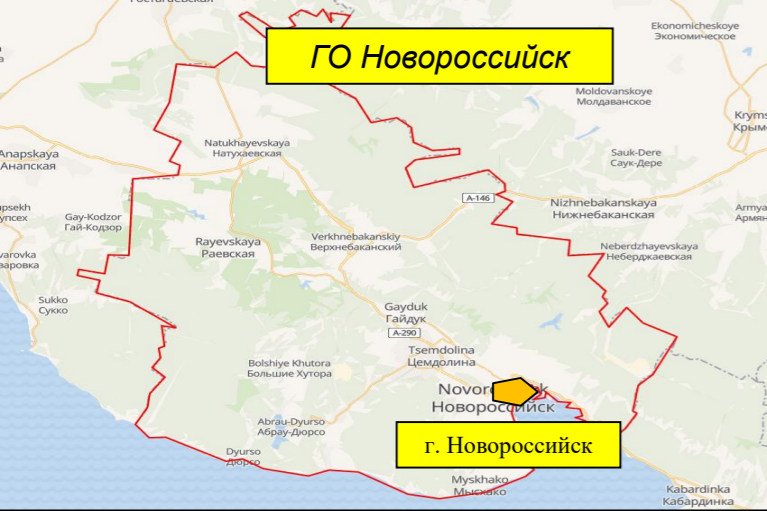 ГО Новороссийск
Ekonomicheskoye
Экономическое
Moldovanskoye
Молдаванское
Anapskaya
Анапская
Natukhayevskaya
Натухаевская
Sauk-Dere
Саук-Дере
A-146
Nizhnebakanskaya
Нижнебаканская
Gay-Kodzor
Гай-Кодзор
Rayevskaya
Раевская
Verkhnebakanskiy
Верхнебаканский
Neberdzhayevskaya
Неберджаевская
Sukko
Сукко
Gayduk
Гайдук
A-290
Tsemdolina
Цемдолина
Bolshiye Khutora
Большие Хутора
Новороссийск
Abrau-Dyurso
Абрау-Дюрсо
г. Новороссийск
Dyurso
Дюрсо
Myskhako
Мысхако
Kabardinka
Кабардинка